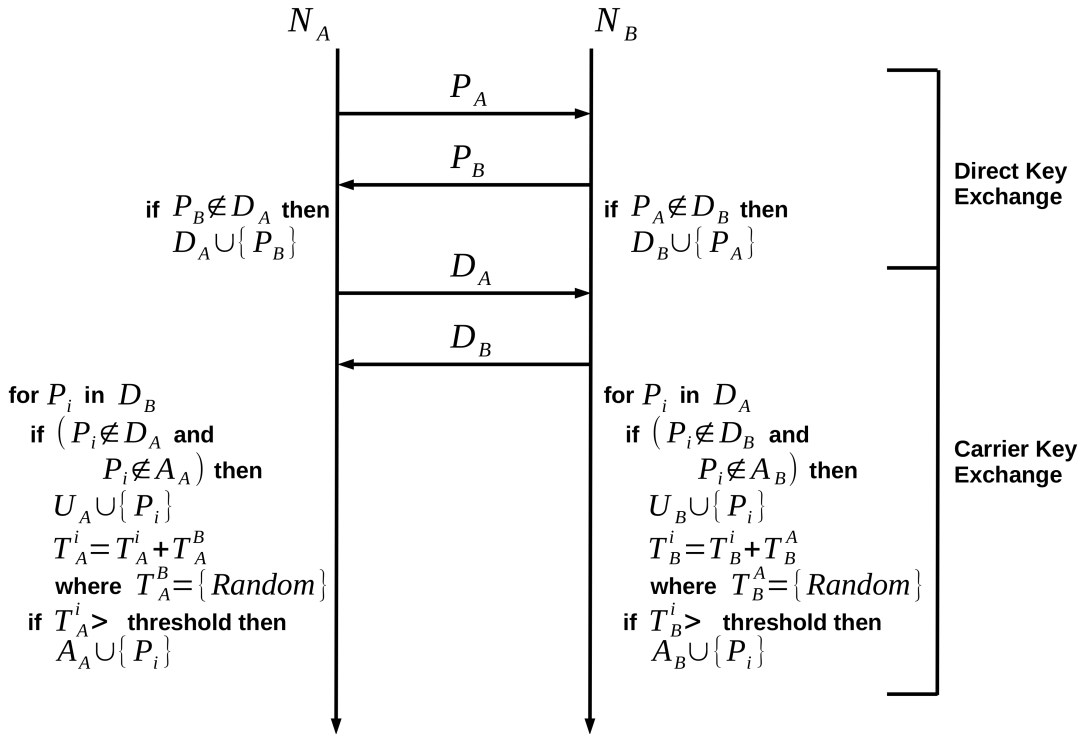 N_A N_B
P_A
P_B
Direct Key
Exchange
if P_B ∉ D_A then
D_A ∪ { P_B }
if P_A ∉ D_B then
D_B ∪ { P_A }
D_A
D_B
for P_i in D_B
if ( P_i ∉ D_A and
P_i ∉ A_A ) then
U_A ∪ { P_i }
T_A^i = T_A^i + T_A^B
where T_A^B = { Random }
if T_A^i > threshold then
A_A ∪ { P_i }
for P_i in D_A
if ( P_i ∉ D_B and
P_i ∉ A_B ) then
U_B ∪ { P_i }
T_B^i = T_B^i + T_B^A
where T_B^A = { Random }
if T_B^i > threshold then
A_B ∪ { P_i }
Carrier Key
Exchange